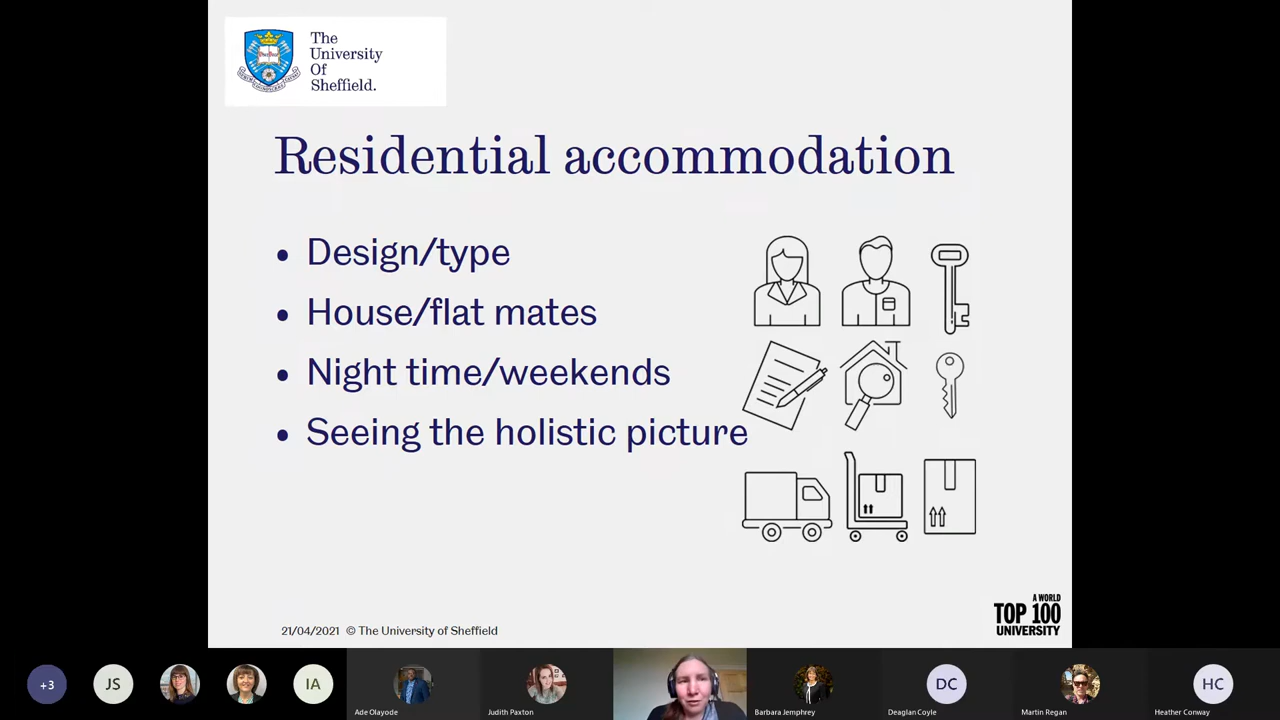 The
University
Of
Sheffield.
Residential accommodation
• Design/type
• House/flat mates
• Night time/weekends
• Seeing the holistic picture
A WORLD
TOP 100
UNIVERSITY
21/04/2021 © The University of Sheffield
+3
JS
IA
Ade Olayode
Judith Paxton
Barbara Jemphrey
DC
Deaglan Coyle
Martin Regan
HC
Heather Conway